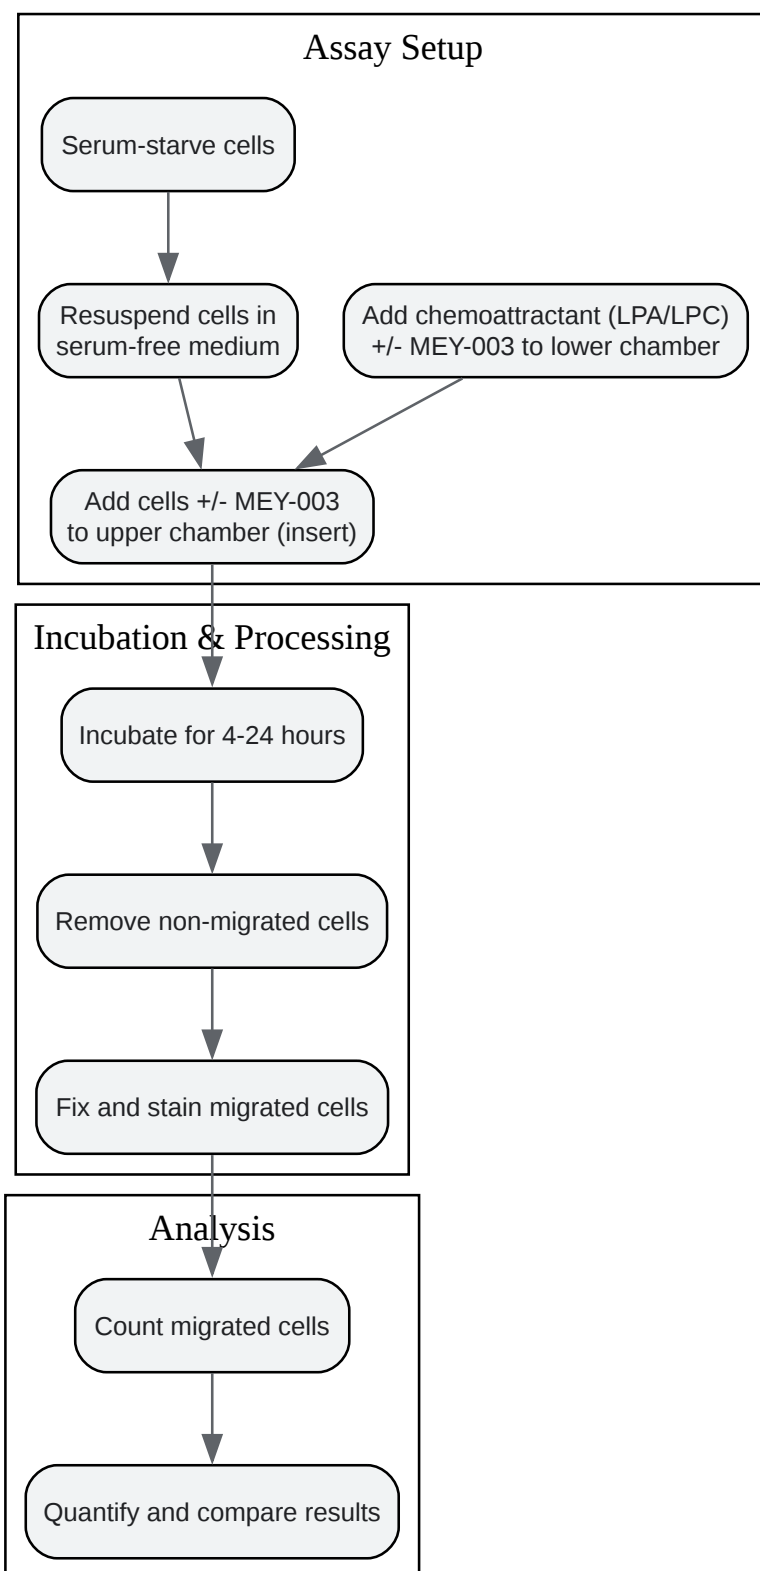 Assay Setup
Serum-starve cells
Resuspend cells in
serum-free medium
Add chemoattractant (LPA/LPC)
+/- MEY-003 to lower chamber
Add cells +/- MEY-003
to upper chamber (insert)
Incubation & Processing
Incubate for 4-24 hours
Remove non-migrated cells
Fix and stain migrated cells
Analysis
Count migrated cells
Quantify and compare results